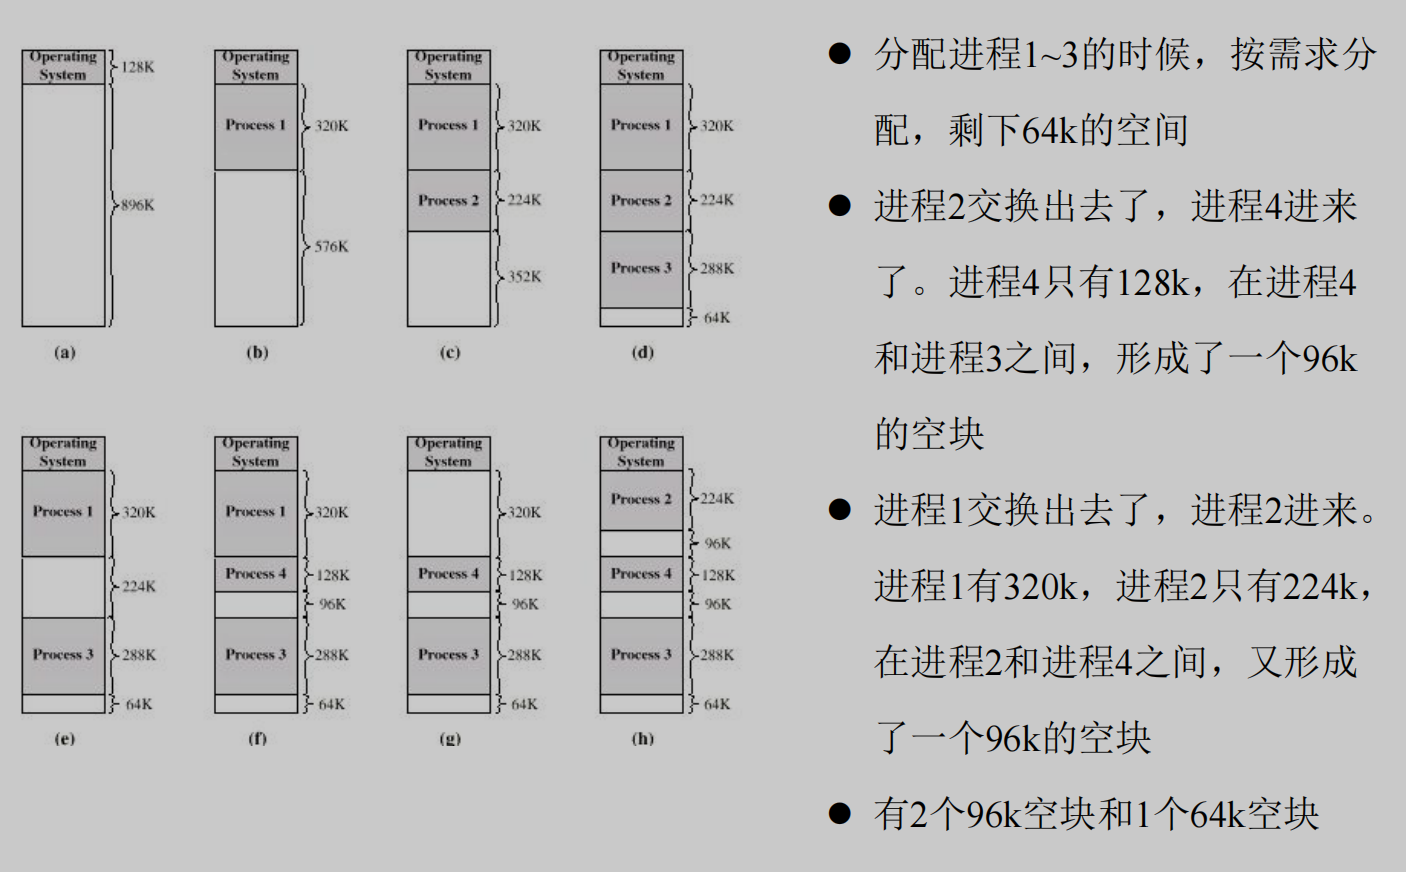 Operating
System
128K
896K
(a)
Operating
System
Process 1
320K
576K
(b)
Operating
System
Process 1
320K
Process 2
224K
352K
(c)
Operating
System
Process 1
320K
Process 2
224K
Process 3
288K
64K
(d)
Operating
System
Process 1
320K
224K
Process 3
288K
64K
(e)
Operating
System
Process 1
320K
Process 4
128K
96K
Process 3
288K
64K
(f)
Operating
System
320K
Process 4
128K
96K
Process 3
288K
64K
(g)
Operating
System
Process 2
224K
96K
Process 4
128K
96K
Process 3
288K
64K
(h)
● 分配进程1~3的时候，按需求分
配，剩下64k的空间
● 进程2交换出去了，进程4进来
了。进程4只有128k，在进程4
和进程3之间，形成了一个96k
的空块
● 进程1交换出去了，进程2进来。
进程1有320k，进程2只有224k，
在进程2和进程4之间，又形成
了一个96k的空块
● 有2个96k空块和1个64k空块